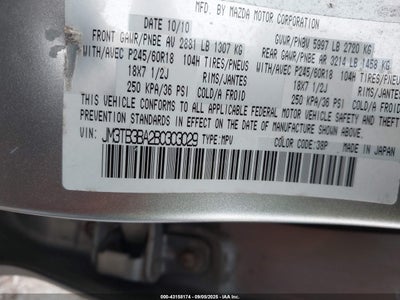 MFD BY MAZDA MOTOR CORPORATION
DATE 10/10
GVWR/PNBV 5997 LB 2720 KG
FRONT GAWR/PNBE AV 2881 LB 1307 KG
REAR GAWR/PNBE AR 3214 LB 1458 KG
WITH/AVEC P245/60R18 104H TIRES/PNEUS
WITH/AVEC P245/60R18 104H TIRES/PNEU
18X7 1/2J RIMS/JANTES
18X7 1/2J RIMS/JANTES
250 KPA/36 PSI COLD/A FROID
250 KPA/36 PSI COLD/A FROID
THIS VEHICLE CONFORMS TO ALL APPLICABLE FEDERAL MOTOR VEHICLE SAFETY
PREVENTION STANDARDS IN EFFECT ON THE DATE OF MANUFACTURE SHOWN
VIN: JM3TB3BA2B0303029 TYPE:MPV
COLOR CODE:38P
MADE IN JAPAN
000-43158174 - 09/09/2025 - IAA, Inc.